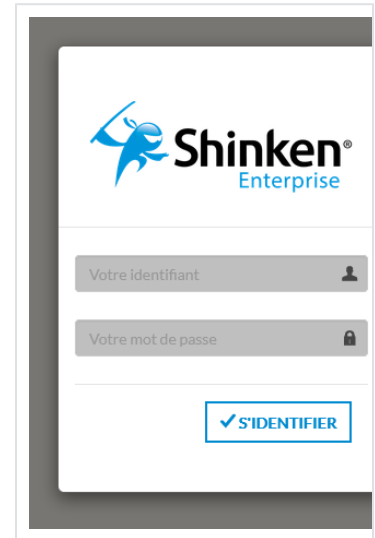 Shinken®
Enterprise
Votre identifiant
Votre mot de passe
S'IDENTIFIER